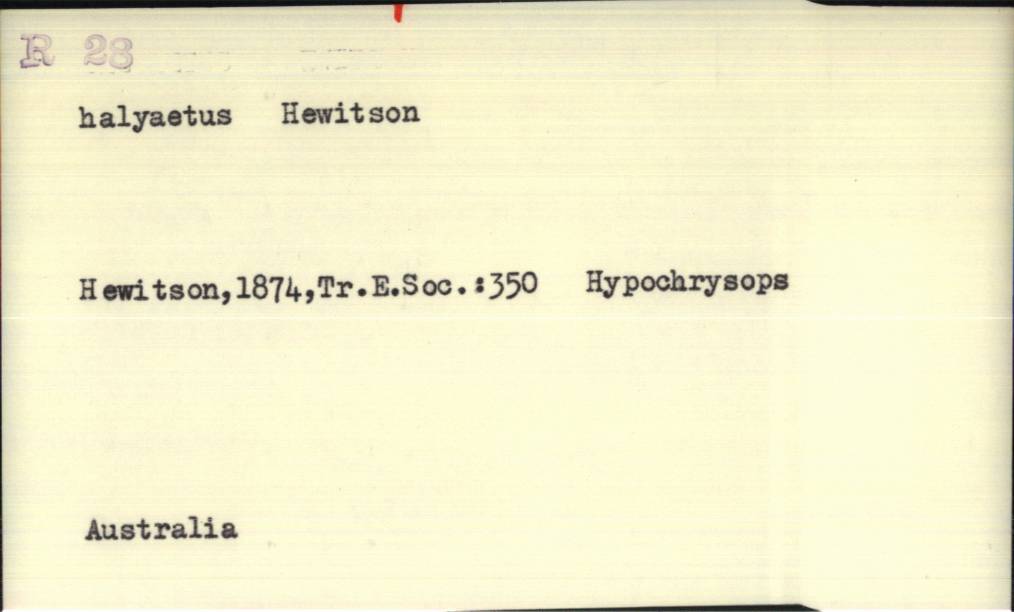 R 28
halyaetus Hewitson
Hewitson,1874,Tr.E.Soc.:350 Hypochrysops
Australia